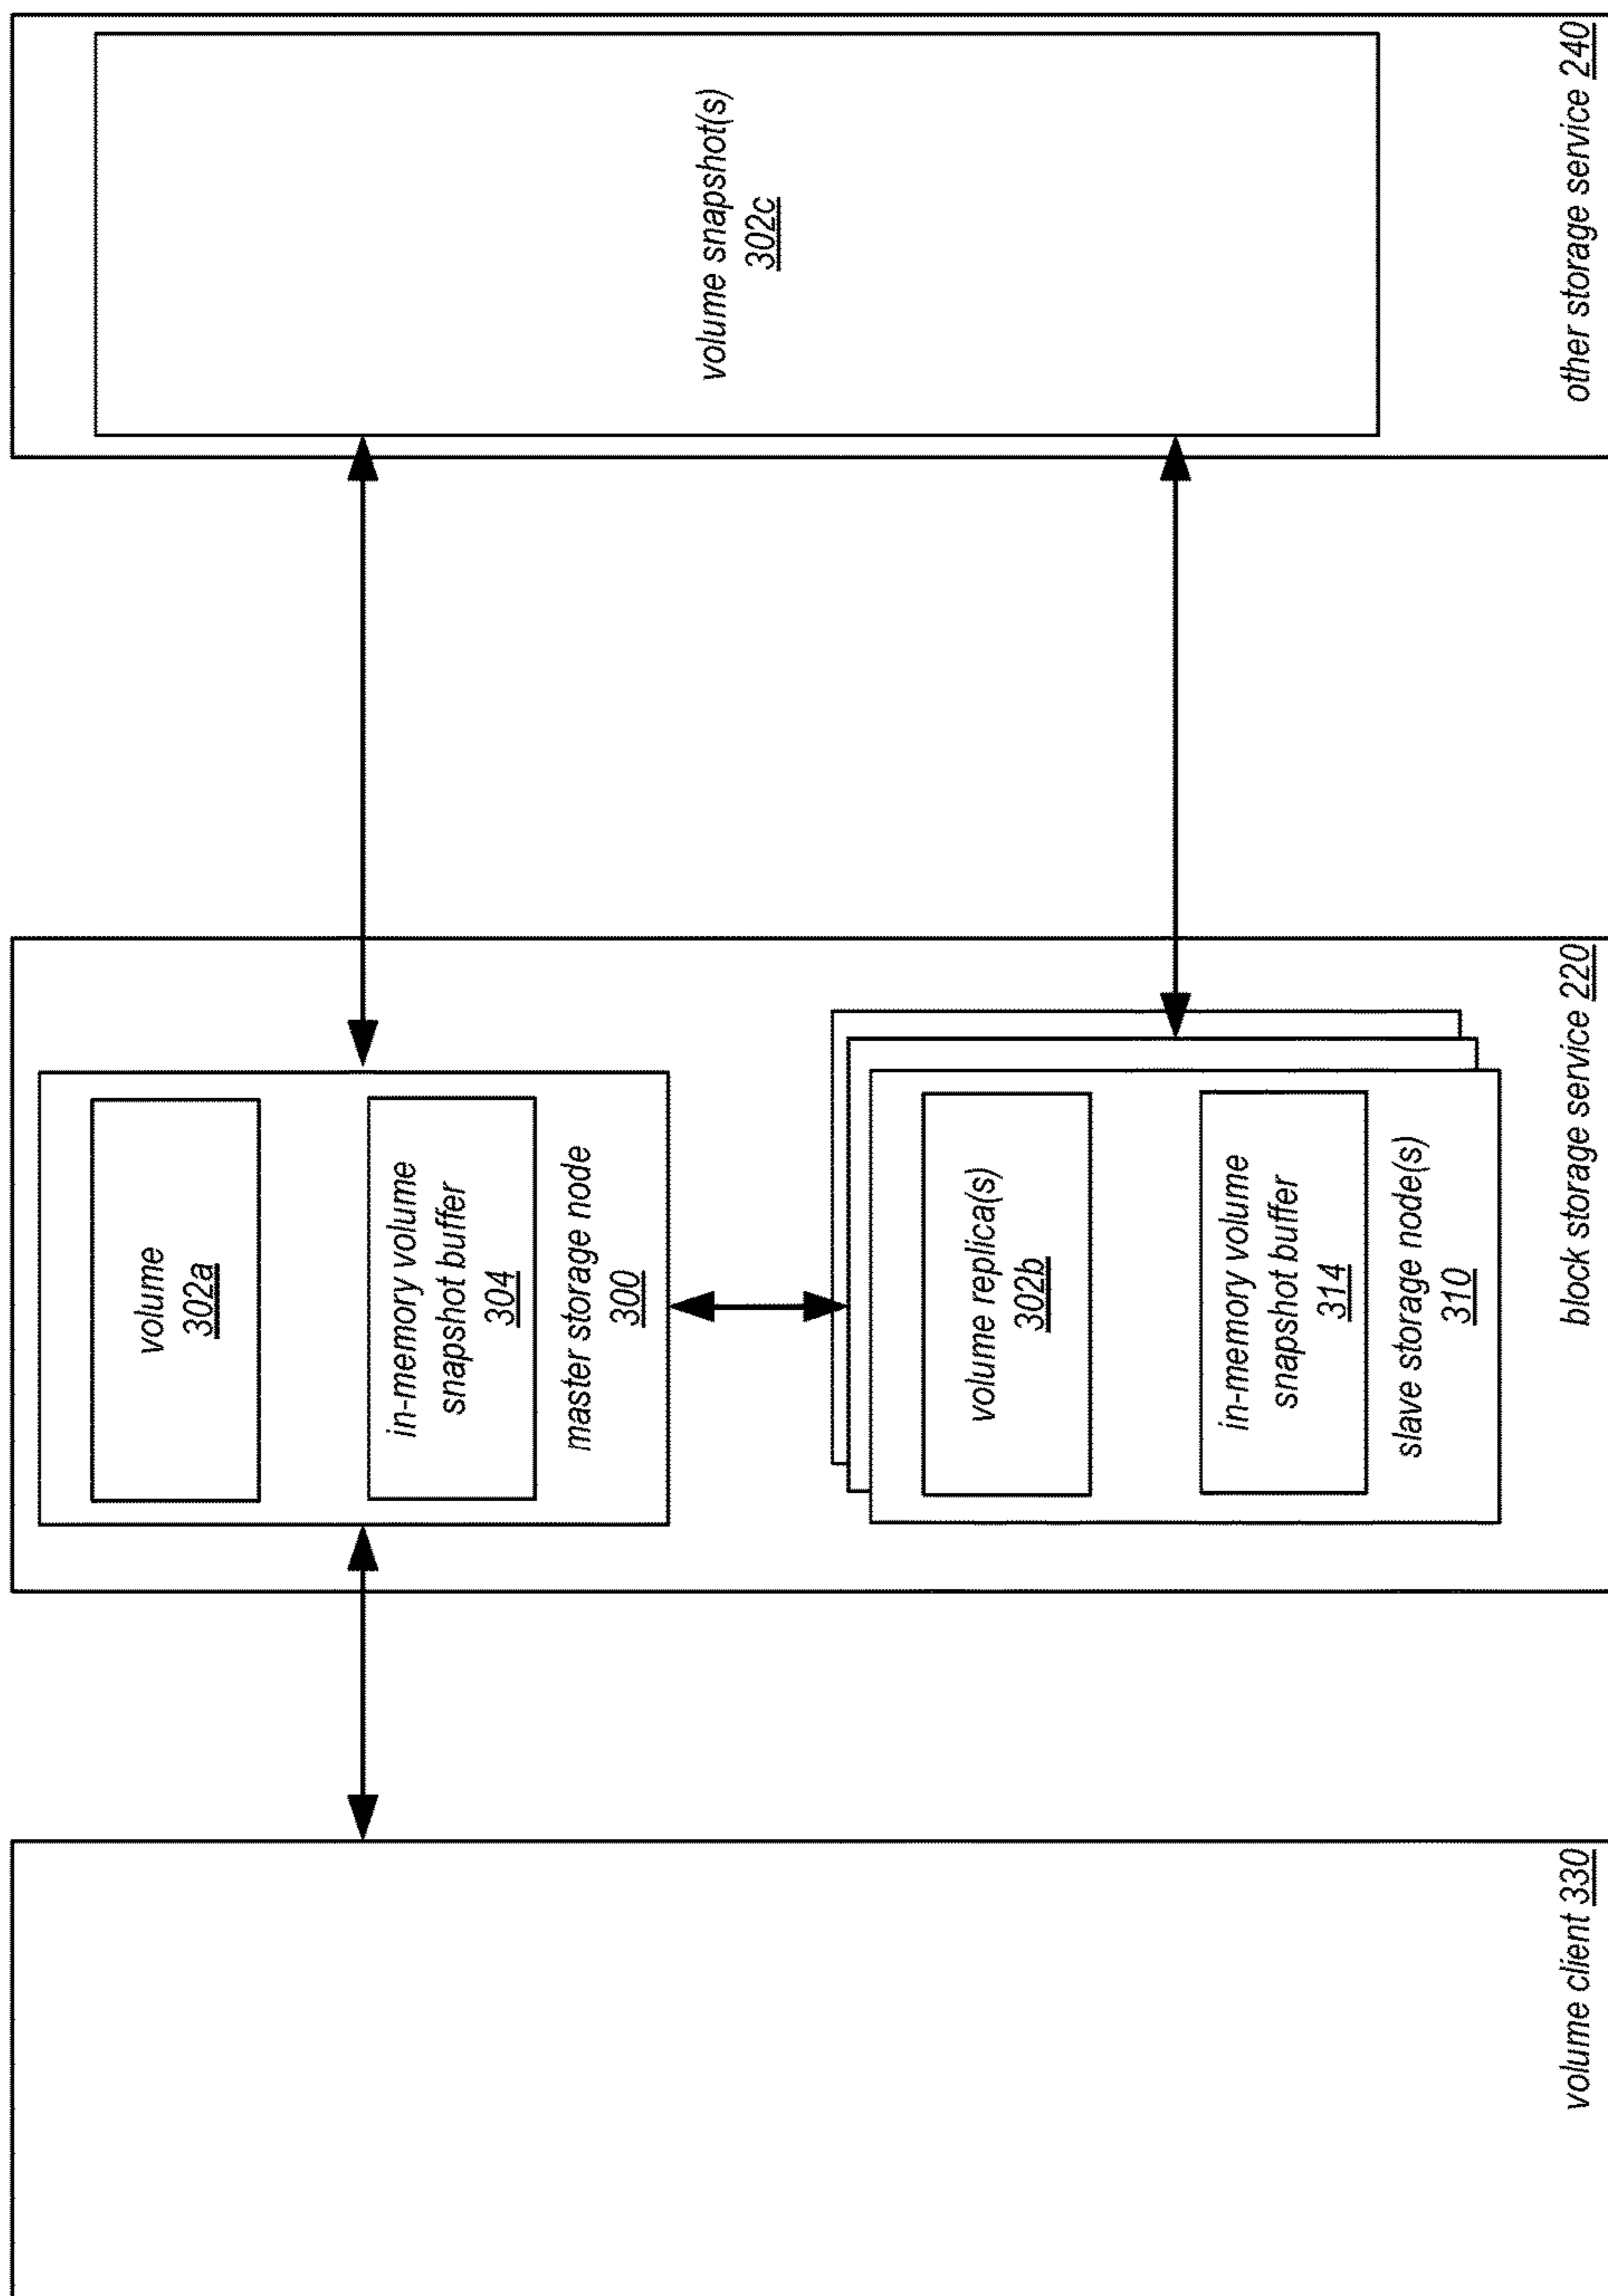 volume client 330
volume
302a
in-memory volume
snapshot buffer
304
master storage node
300
volume replica(s)
302b
in-memory volume
snapshot buffer
314
slave storage node(s)
310
block storage service 220
volume snapshot(s)
302c
other storage service 240